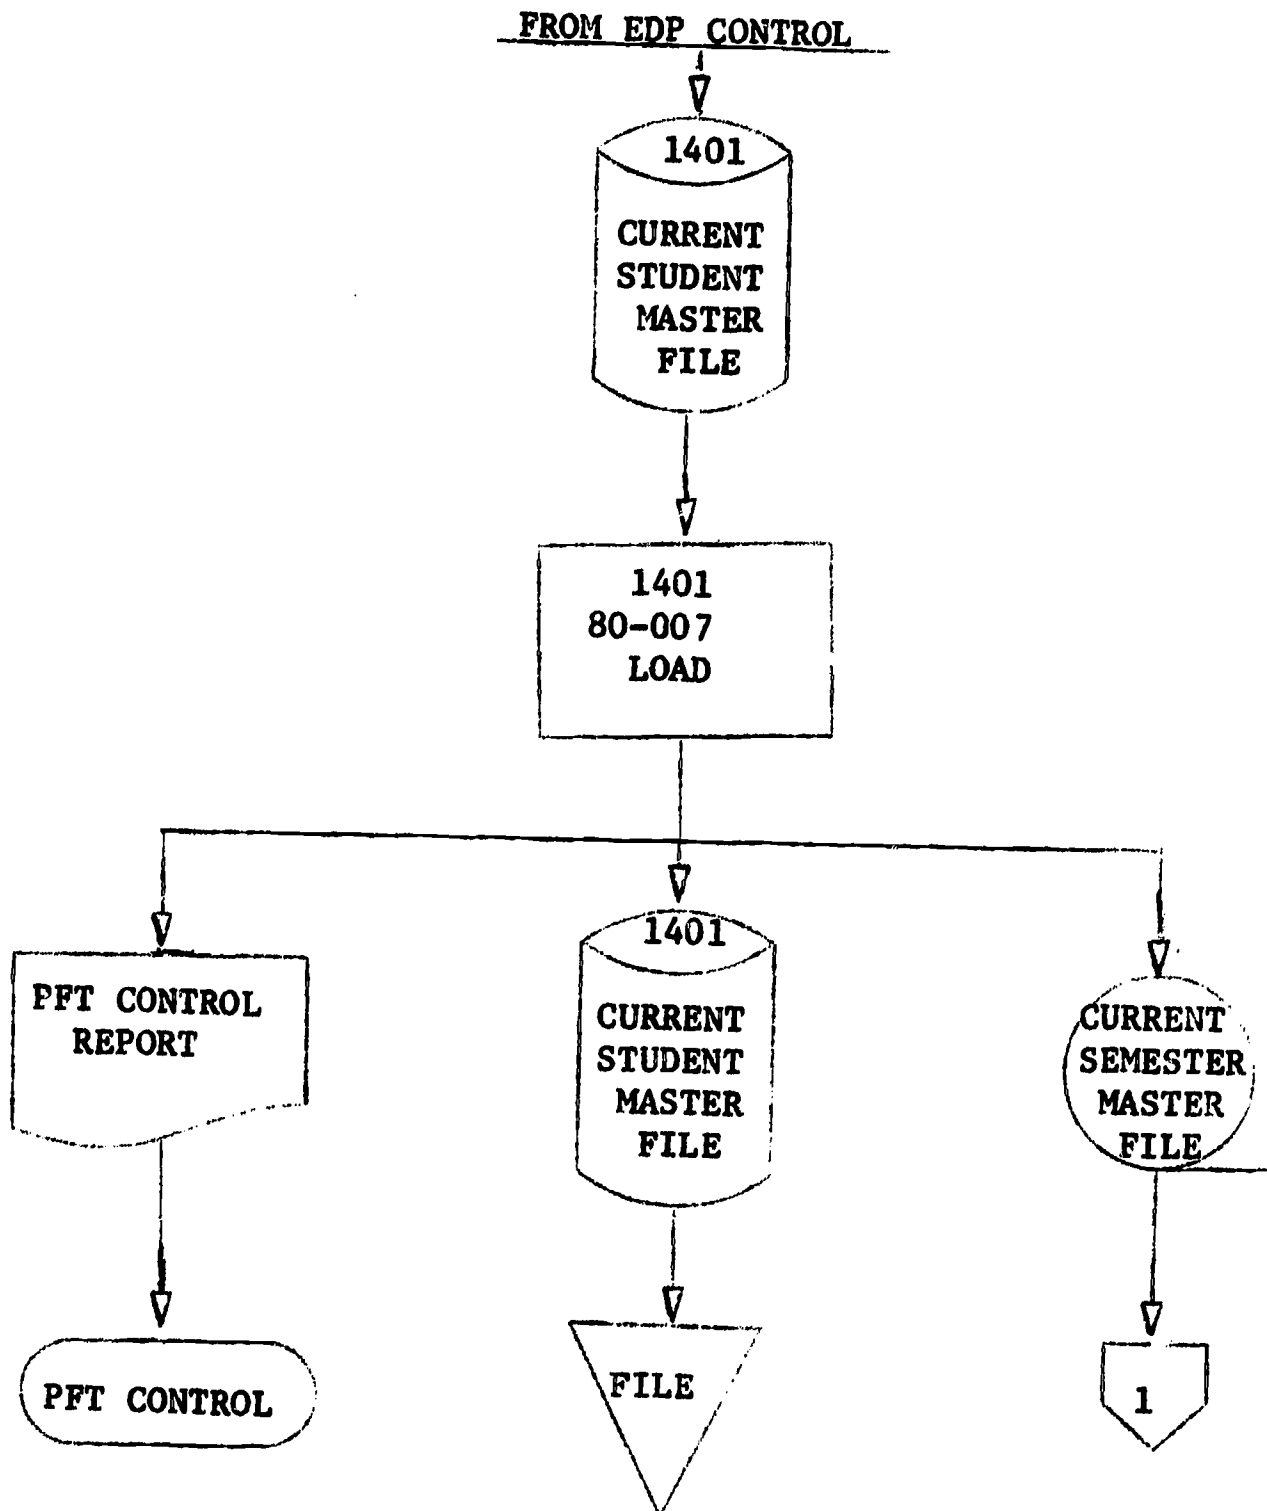 FROM EDP CONTROL
1401
CURRENT
STUDENT
MASTER
FILE
1401
80-007
LOAD
PFT CONTROL
REPORT
1401
CURRENT
STUDENT
MASTER
FILE
CURRENT
SEMESTER
MASTER
FILE
PFT CONTROL
FILE
1